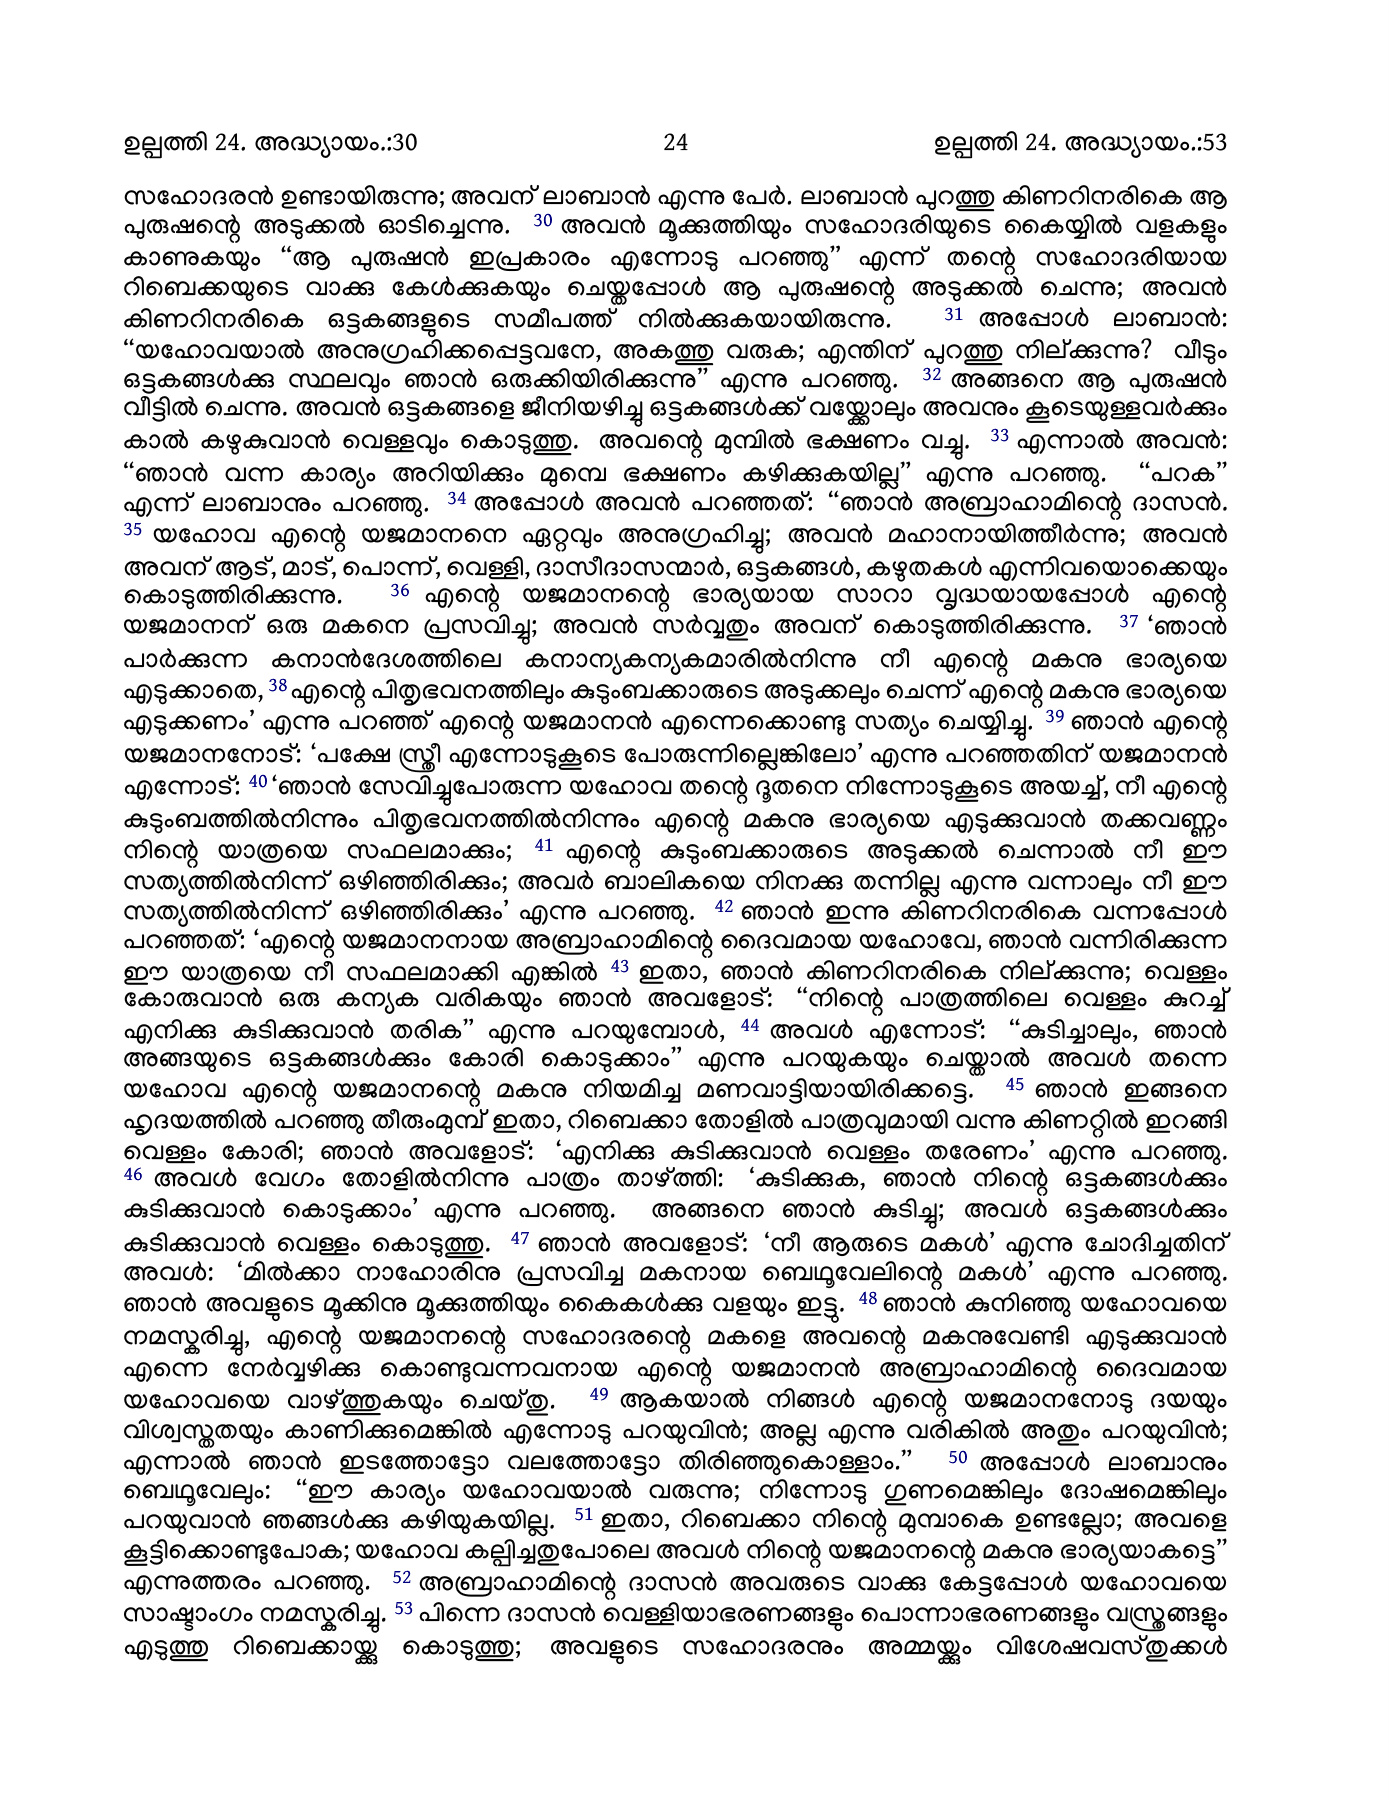 ഉല്പത്തി 24. അദ്ധ്യായം.:30 24 ഉല്പത്തി 24. അദ്ധ്യായം.:53
സഹോദരൻ ഉണ്ടായിരുന്നു; അവന് ലാബാൻ എന്നു പേർ. ലാബാൻ പുറത്തു കിണറിനരികെ ആ
പുരുഷന്റെ അടുക്കൽ ഓടിച്ചെന്നു. 30 അവൻ മൂക്കുത്തിയും സഹോദരിയുടെ കൈയ്യിൽ വളകളും
കാണുകയും “ആ പുരുഷൻ ഇപ്രകാരം എന്നോടു പറഞ്ഞു” എന്ന് തന്റെ സഹോദരിയായ
റിബെക്കയുടെ വാക്കു കേൾക്കുകയും ചെയ്തപ്പോൾ ആ പുരുഷന്റെ അടുക്കൽ ചെന്നു; അവൻ
കിണറിനരികെ ഒട്ടകങ്ങളുടെ സമീപത്ത് നിൽക്കുകയായിരുന്നു. 31 അപ്പോൾ ലാബാൻ:
“യഹോവയാൽ അനുഗ്രഹിക്കപ്പെട്ടവനേ, അകത്തു വരുക; എന്തിന് പുറത്തു നില്ക്കുന്നു? വീടും
ഒട്ടകങ്ങൾക്കു സ്ഥലവും ഞാൻ ഒരുക്കിയിരിക്കുന്നു” എന്നു പറഞ്ഞു. 32 അങ്ങനെ ആ പുരുഷൻ
വീട്ടിൽ ചെന്നു. അവൻ ഒട്ടകങ്ങളെ ജീനിയഴിച്ചു ഒട്ടകങ്ങൾക്ക് വയ്ക്കോലും അവനും കൂടെയുള്ളവർക്കും
കാൽ കഴുകുവാൻ വെള്ളവും കൊടുത്തു. അവന്റെ മുമ്പിൽ ഭക്ഷണം വച്ചു. 33 എന്നാൽ അവൻ:
“ഞാൻ വന്ന കാര്യം അറിയിക്കും മുമ്പെ ഭക്ഷണം കഴിക്കുകയില്ല” എന്നു പറഞ്ഞു. “പറക”
എന്ന് ലാബാനും പറഞ്ഞു. 34 അപ്പോൾ അവൻ പറഞ്ഞത്: “ഞാൻ അബ്രാഹാമിന്റെ ദാസൻ.
35 യഹോവ എന്റെ യജമാനനെ ഏറ്റവും അനുഗ്രഹിച്ചു; അവൻ മഹാനായിത്തീർന്നു; അവൻ
അവന് ആട്, മാട്, പൊന്ന്, വെള്ളി, ദാസീദാസന്മാർ, ഒട്ടകങ്ങൾ, കഴുതകൾ എന്നിവയൊക്കെയും
കൊടുത്തിരിക്കുന്നു. 36 എന്റെ യജമാനന്റെ ഭാര്യയായ സാറാ വൃദ്ധയായപ്പോൾ എന്റെ
യജമാനന് ഒരു മകനെ പ്രസവിച്ചു; അവൻ സർവ്വതും അവന് കൊടുത്തിരിക്കുന്നു. 37 ‘ഞാൻ
പാർക്കുന്ന കനാൻദേശത്തിലെ കനാന്യകന്യകമാരിൽനിന്നു നീ എന്റെ മകനു ഭാര്യയെ
എടുക്കാതെ, 38 എന്റെ പിതൃഭവനത്തിലും കുടുംബക്കാരുടെ അടുക്കലും ചെന്ന് എന്റെ മകനു ഭാര്യയെ
എടുക്കണം’ എന്നു പറഞ്ഞ് എന്റെ യജമാനൻ എന്നെക്കൊണ്ടു സത്യം ചെയ്യിച്ചു. 39 ഞാൻ എന്റെ
യജമാനനോട്: ‘പക്ഷേ സ്ത്രീ എന്നോടുകൂടെ പോരുന്നില്ലെങ്കിലോ’ എന്നു പറഞ്ഞതിന് യജമാനൻ
എന്നോട്: 40 ‘ഞാൻ സേവിച്ചുപോരുന്ന യഹോവ തന്റെ ദൂതനെ നിന്നോടുകൂടെ അയച്ച്, നീ എന്റെ
കുടുംബത്തിൽനിന്നും പിതൃഭവനത്തിൽനിന്നും എന്റെ മകനു ഭാര്യയെ എടുക്കുവാൻ തക്കവണ്ണം
നിന്റെ യാത്രയെ സഫലമാക്കും; 41 എന്റെ കുടുംബക്കാരുടെ അടുക്കൽ ചെന്നാൽ നീ ഈ
സത്യത്തിൽനിന്ന് ഒഴിഞ്ഞിരിക്കും; അവർ ബാലികയെ നിനക്കു തന്നില്ല എന്നു വന്നാലും നീ ഈ
സത്യത്തിൽനിന്ന് ഒഴിഞ്ഞിരിക്കും’ എന്നു പറഞ്ഞു. 42 ഞാൻ ഇന്നു കിണറിനരികെ വന്നപ്പോൾ
പറഞ്ഞത്: ‘എന്റെ യജമാനനായ അബ്രാഹാമിന്റെ ദൈവമായ യഹോവേ, ഞാൻ വന്നിരിക്കുന്ന
ഈ യാത്രയെ നീ സഫലമാക്കി എങ്കിൽ 43 ഇതാ, ഞാൻ കിണറിനരികെ നില്ക്കുന്നു; വെള്ളം
കോരുവാൻ ഒരു കന്യക വരികയും ഞാൻ അവളോട്: “നിന്റെ പാത്രത്തിലെ വെള്ളം കുറച്ച്
എനിക്കു കുടിക്കുവാൻ തരിക” എന്നു പറയുമ്പോൾ, 44 അവൾ എന്നോട്: “കുടിച്ചാലും, ഞാൻ
അങ്ങയുടെ ഒട്ടകങ്ങൾക്കും കോരി കൊടുക്കാം” എന്നു പറയുകയും ചെയ്താൽ അവൾ തന്നെ
യഹോവ എന്റെ യജമാനന്റെ മകനു നിയമിച്ച മണവാട്ടിയായിരിക്കട്ടെ. 45 ഞാൻ ഇങ്ങനെ
ഹൃദയത്തിൽ പറഞ്ഞു തീരുംമുമ്പ് ഇതാ, റിബെക്കാ തോളിൽ പാത്രവുമായി വന്നു കിണറ്റിൽ ഇറങ്ങി
വെള്ളം കോരി; ഞാൻ അവളോട്: ‘എനിക്കു കുടിക്കുവാൻ വെള്ളം തരേണം’ എന്നു പറഞ്ഞു.
46 അവൾ വേഗം തോളിൽനിന്നു പാത്രം താഴ്ത്തി: ‘കുടിക്കുക, ഞാൻ നിന്റെ ഒട്ടകങ്ങൾക്കും
കുടിക്കുവാൻ കൊടുക്കാം’ എന്നു പറഞ്ഞു. അങ്ങനെ ഞാൻ കുടിച്ചു; അവൾ ഒട്ടകങ്ങൾക്കും
കുടിക്കുവാൻ വെള്ളം കൊടുത്തു. 47 ഞാൻ അവളോട്: ‘നീ ആരുടെ മകൾ’ എന്നു ചോദിച്ചതിന്
അവൾ: ‘മിൽക്കാ നാഹോരിനു പ്രസവിച്ച മകനായ ബെഥൂവേലിന്റെ മകൾ’ എന്നു പറഞ്ഞു.
ഞാൻ അവളുടെ മൂക്കിനു മൂക്കുത്തിയും കൈകൾക്കു വളയും ഇട്ടു. 48 ഞാൻ കുനിഞ്ഞു യഹോവയെ
നമസ്കരിച്ചു, എന്റെ യജമാനന്റെ സഹോദരന്റെ മകളെ അവന്റെ മകനുവേണ്ടി എടുക്കുവാൻ
എന്നെ നേർവ്വഴിക്കു കൊണ്ടുവന്നവനായ എന്റെ യജമാനൻ അബ്രാഹാമിന്റെ ദൈവമായ
യഹോവയെ വാഴ്ത്തുകയും ചെയ്തു. 49 ആകയാൽ നിങ്ങൾ എന്റെ യജമാനനോടു ദയയും
വിശ്വസ്തതയും കാണിക്കുമെങ്കിൽ എന്നോടു പറയുവിൻ; അല്ല എന്നു വരികിൽ അതും പറയുവിൻ;
എന്നാൽ ഞാൻ ഇടത്തോട്ടോ വലത്തോട്ടോ തിരിഞ്ഞുകൊള്ളാം.” 50 അപ്പോൾ ലാബാനും
ബെഥൂവേലും: “ഈ കാര്യം യഹോവയാൽ വരുന്നു; നിന്നോടു ഗുണമെങ്കിലും ദോഷമെങ്കിലും
പറയുവാൻ ഞങ്ങൾക്കു കഴിയുകയില്ല. 51 ഇതാ, റിബെക്കാ നിന്റെ മുമ്പാകെ ഉണ്ടല്ലോ; അവളെ
കൂട്ടിക്കൊണ്ടുപോക; യഹോവ കല്പിച്ചതുപോലെ അവൾ നിന്റെ യജമാനന്റെ മകനു ഭാര്യയാകട്ടെ”
എന്നുത്തരം പറഞ്ഞു. 52 അബ്രാഹാമിന്റെ ദാസൻ അവരുടെ വാക്കു കേട്ടപ്പോൾ യഹോവയെ
സാഷ്ടാംഗം നമസ്കരിച്ചു. 53 പിന്നെ ദാസൻ വെള്ളിയാഭരണങ്ങളും പൊന്നാഭരണങ്ങളും വസ്ത്രങ്ങളും
എടുത്തു റിബെക്കായ്ക്കു കൊടുത്തു; അവളുടെ സഹോദരനും അമ്മയ്ക്കും വിശേഷവസ്തുക്കൾ